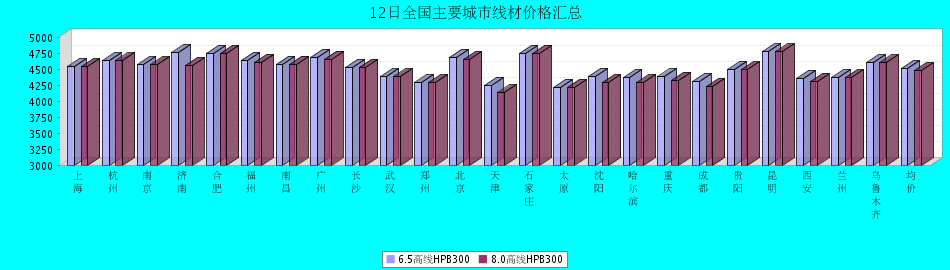 12日全国主要城市线材价格汇总
5000
4750
4500
4250
4000
3750
3500
3250
3000
上海
杭州
南京
济南
合肥
福州
南昌
广州
长沙
武汉
郑州
北京
天津
石家庄
太原
沈阳
哈尔滨
重庆
成都
贵阳
昆明
西安
兰州
乌鲁木齐
均价
6.5高线HPB300
8.0高线HPB300